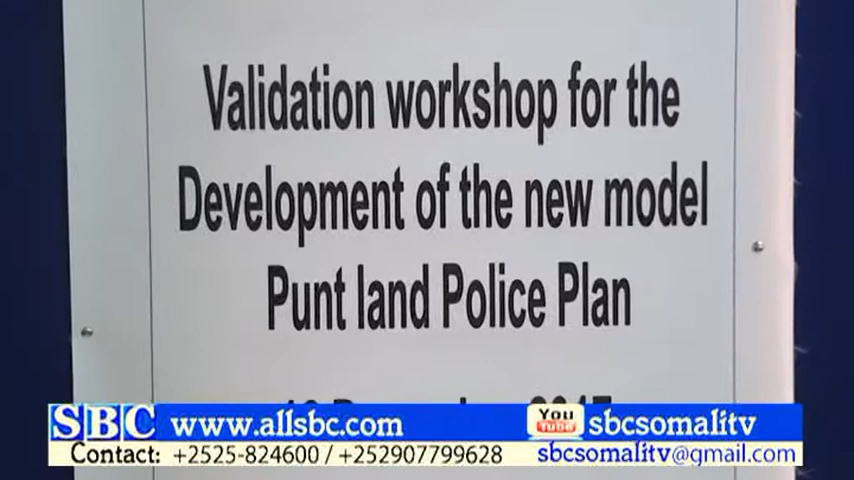 Validation workshop for the
Development of the new model
Punt land Police Plan
SBC www.allsbc.com
You Tube sbcsomalitv
Contact: +2525-824600 / +252907799628
sbcsomalitv@gmail.com